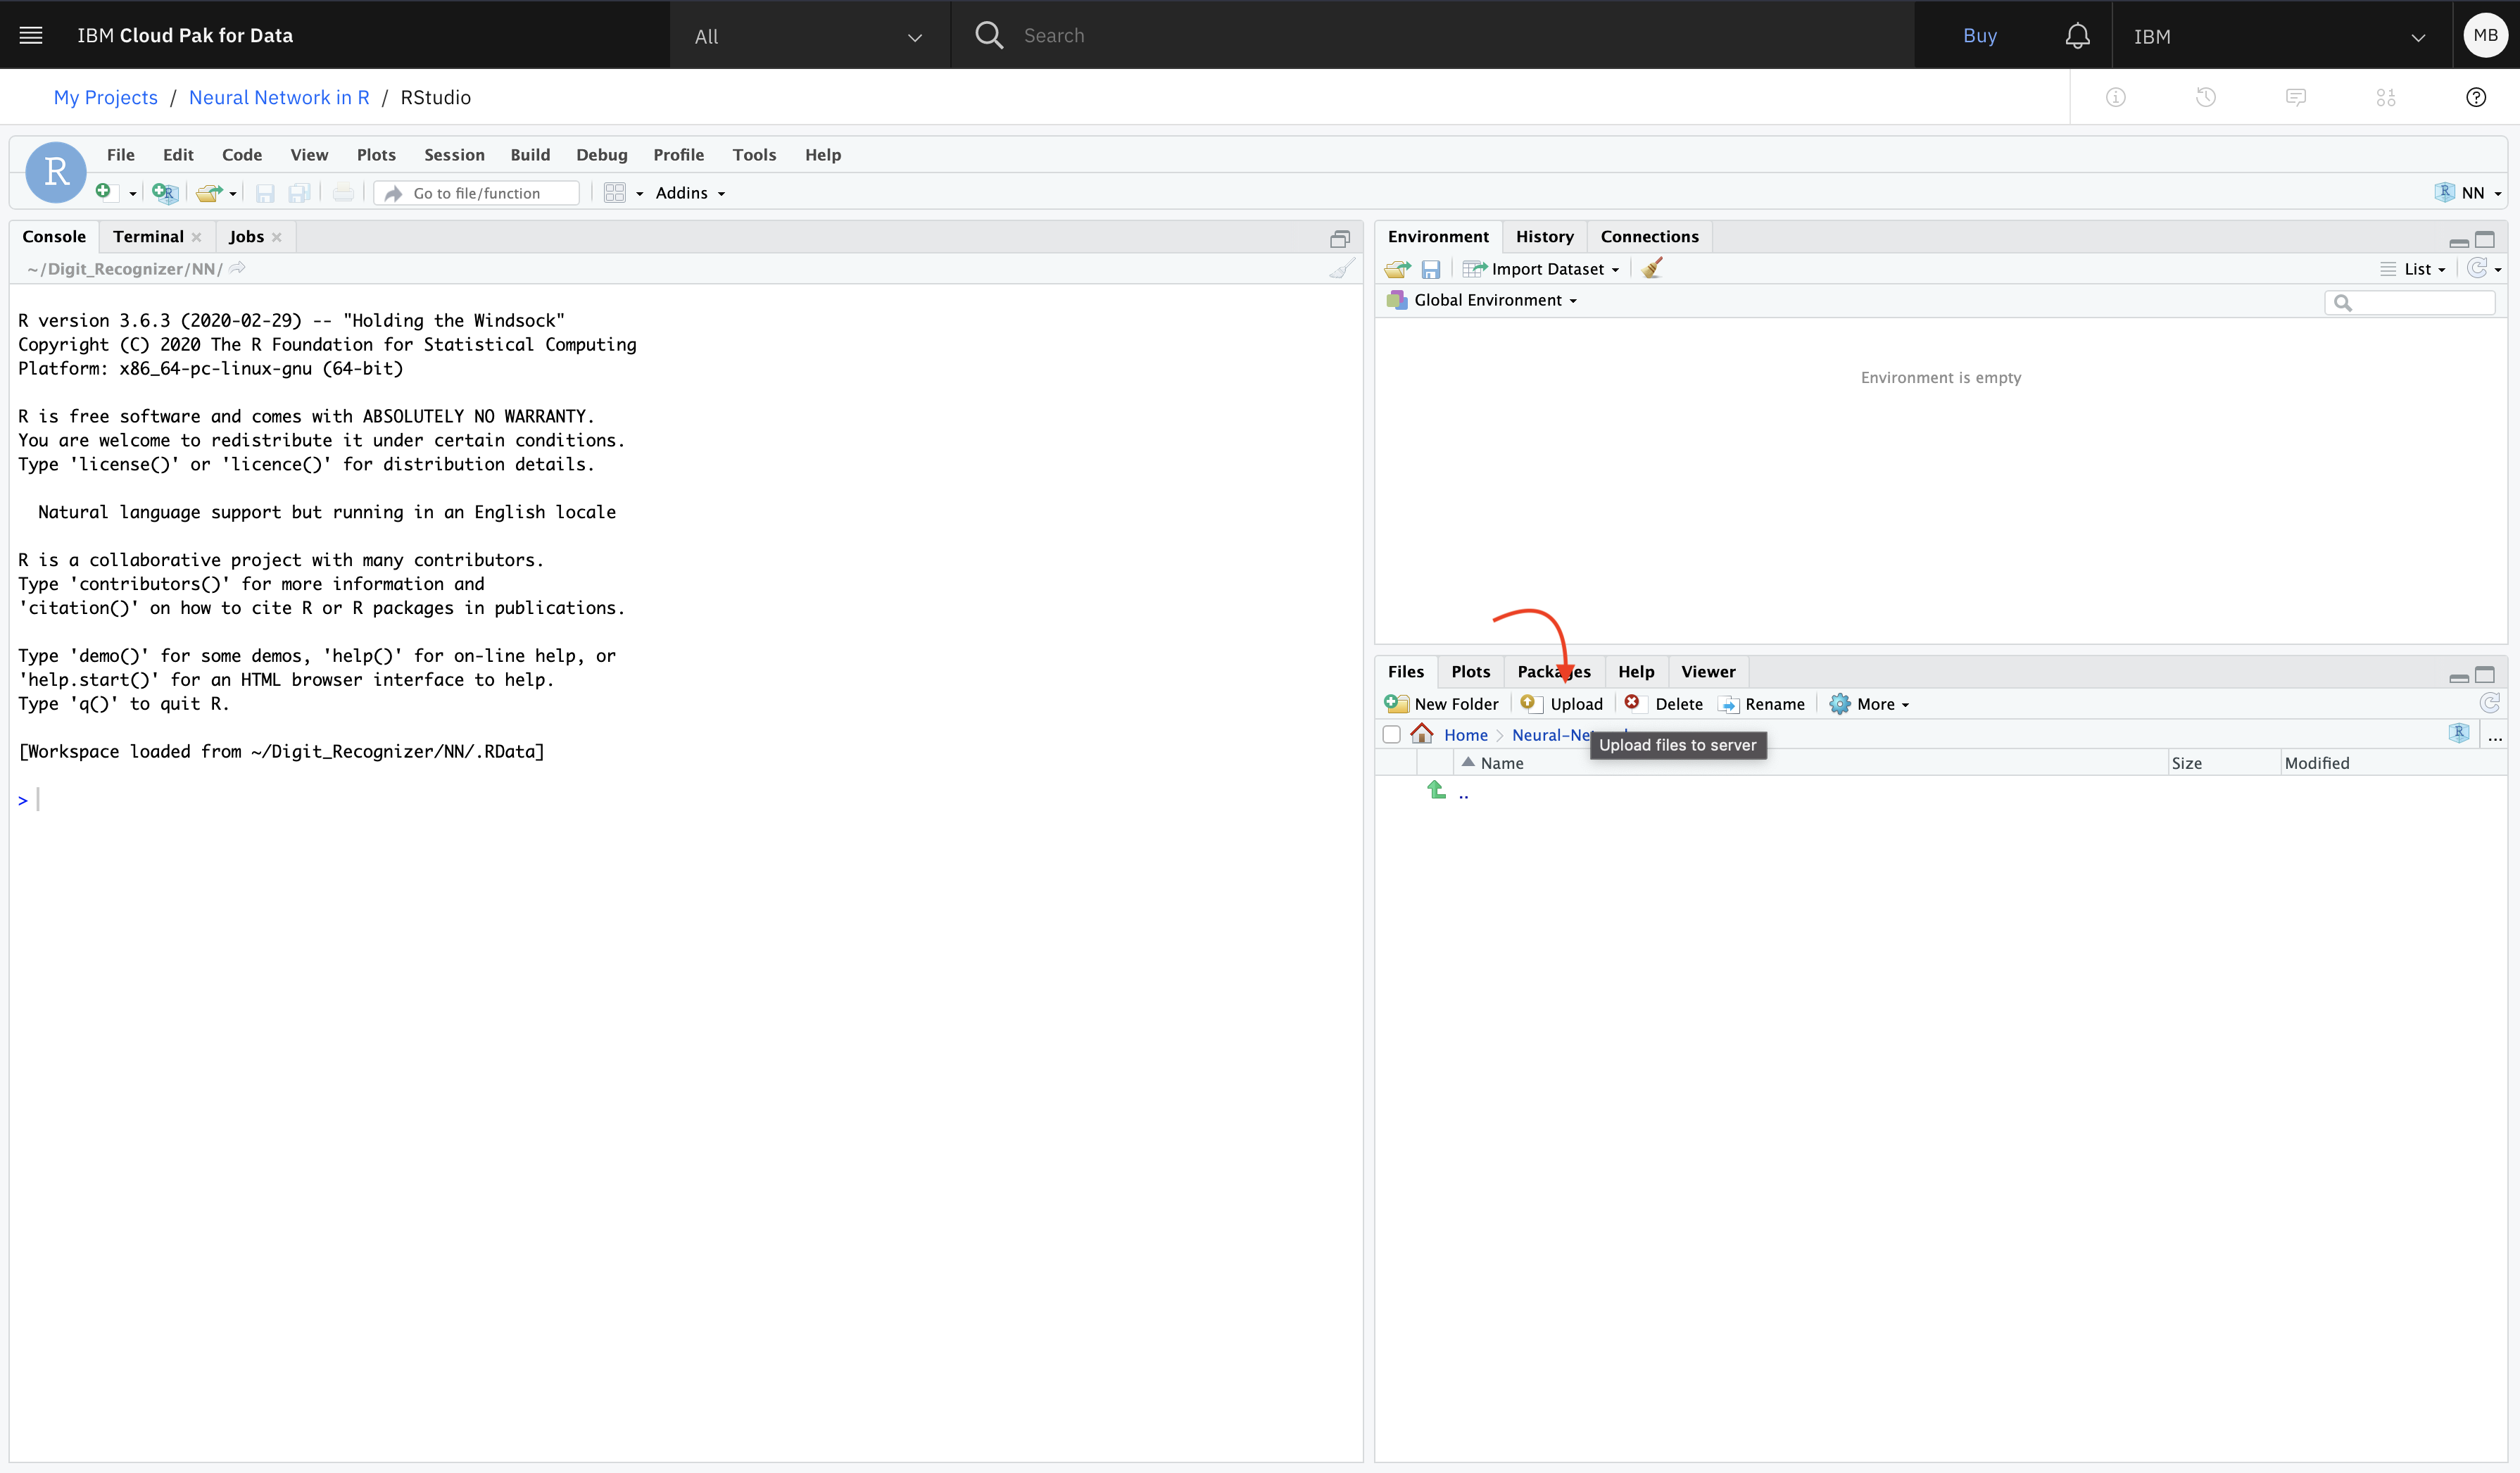 IBM Cloud Pak for Data
All
Search
Buy
IBM
MB
My Projects / Neural Network in R / RStudio
R
File Edit Code View Plots Session Build Debug Profile Tools Help
Go to file/function
Addins
NN
Console Terminal Jobs
~/Digit_Recognizer/NN/
R version 3.6.3 (2020-02-29) -- "Holding the Windsock"
Copyright (C) 2020 The R Foundation for Statistical Computing
Platform: x86_64-pc-linux-gnu (64-bit)
R is free software and comes with ABSOLUTELY NO WARRANTY.
You are welcome to redistribute it under certain conditions.
Type 'license()' or 'licence()' for distribution details.
Natural language support but running in an English locale
R is a collaborative project with many contributors.
Type 'contributors()' for more information and
'citation()' on how to cite R or R packages in publications.
Type 'demo()' for some demos, 'help()' for on-line help, or
'help.start()' for an HTML browser interface to help.
Type 'q()' to quit R.
[Workspace loaded from ~/Digit_Recognizer/NN/.RData]
>
Environment History Connections
Import Dataset
List
Global Environment
Environment is empty
Files Plots Packages Help Viewer
New Folder Upload Delete Rename More
Home Neural-Ne
...
Upload files to server
Name Size Modified
..